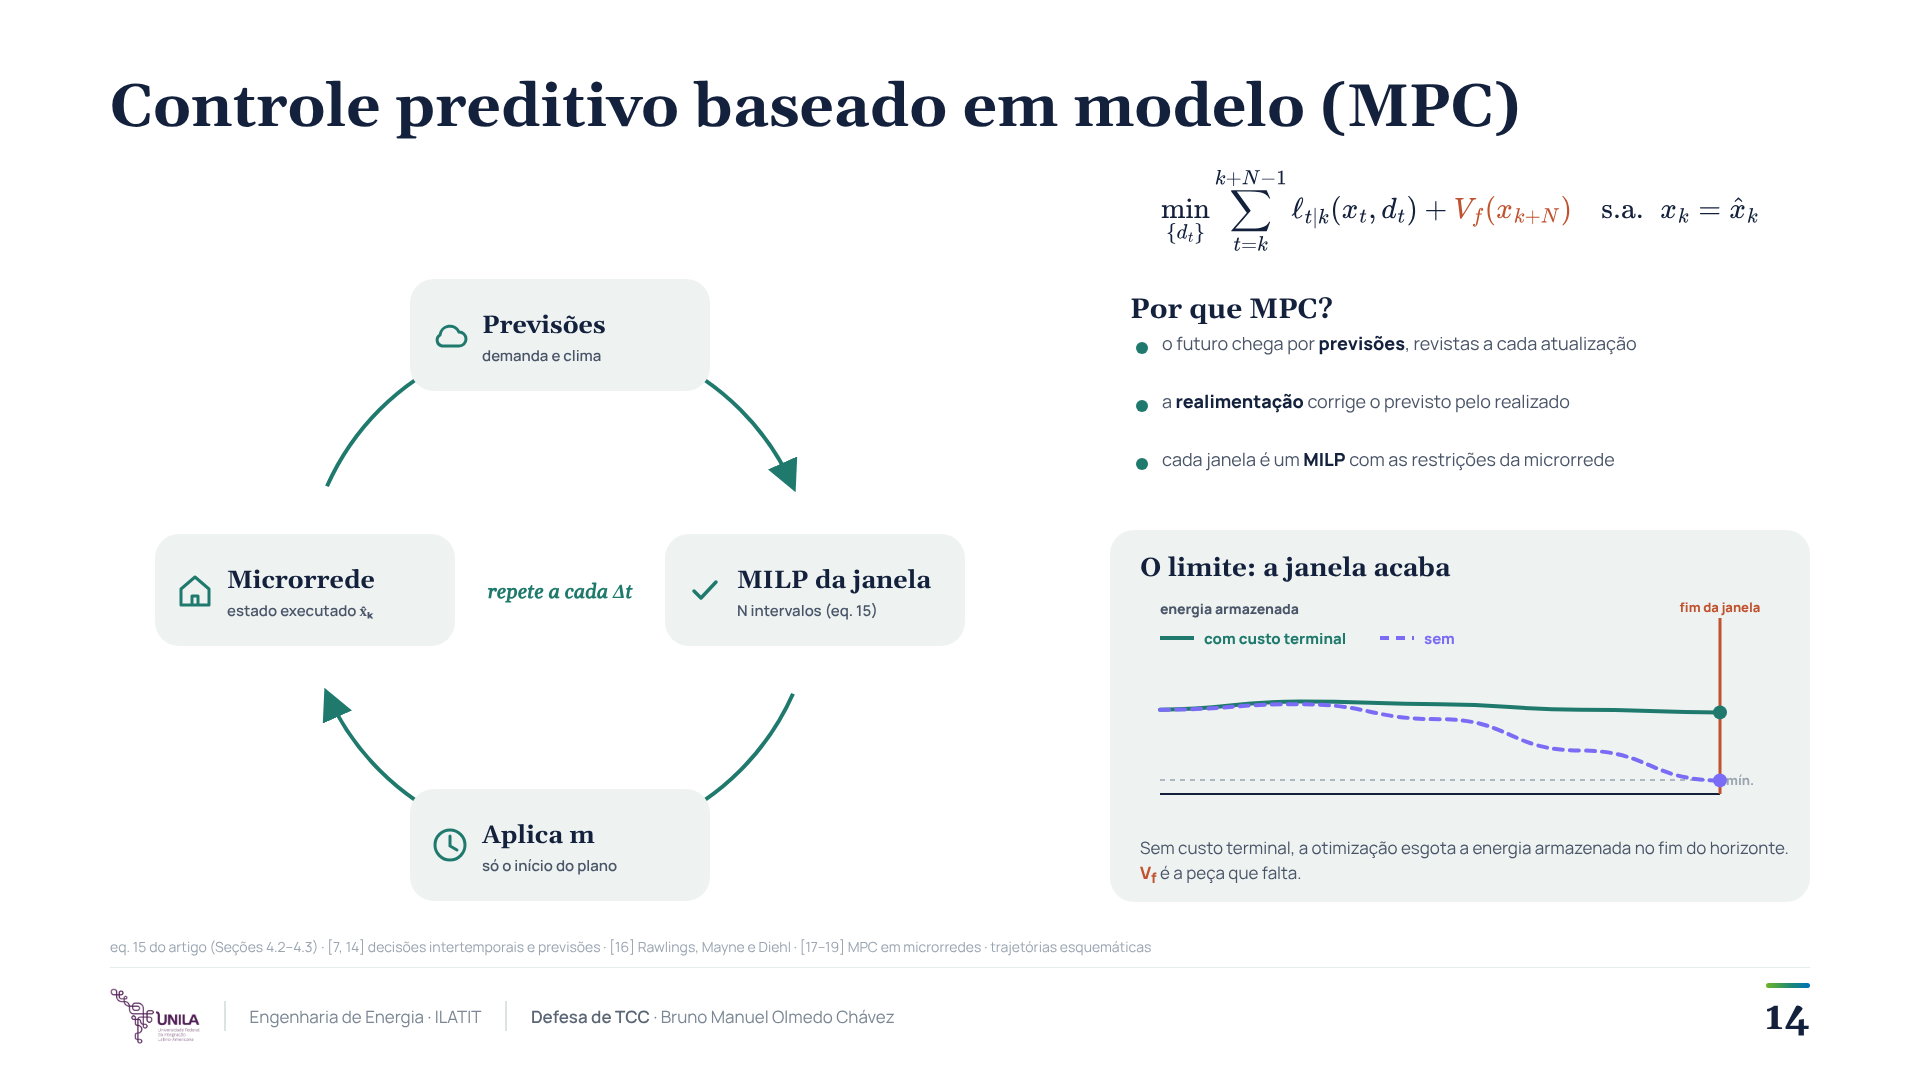 Controle preditivo baseado em modelo (MPC)
min {d_t} ∑ t=k k+N−1 ℓ_{t|k}(x_t, d_t) + V_f(x_{k+N}) s.a. x_k = x̂_k
Previsões
demanda e clima
Microrrede
estado executado x̂ₖ
repete a cada Δt
MILP da janela
N intervalos (eq. 15)
Aplica m
só o início do plano
Por que MPC?
o futuro chega por previsões, revistas a cada atualização
a realimentação corrige o previsto pelo realizado
cada janela é um MILP com as restrições da microrrede
O limite: a janela acaba
energia armazenada
fim da janela
com custo terminal
sem
mín.
Sem custo terminal, a otimização esgota a energia armazenada no fim do horizonte.
V_f é a peça que falta.
eq. 15 do artigo (Seções 4.2–4.3) · [7, 14] decisões intertemporais e previsões · [16] Rawlings, Mayne e Diehl · [17–19] MPC em microrredes · trajetórias esquemáticas
UNILA
Engenharia de Energia · ILATIT
Defesa de TCC · Bruno Manuel Olmedo Chávez
14